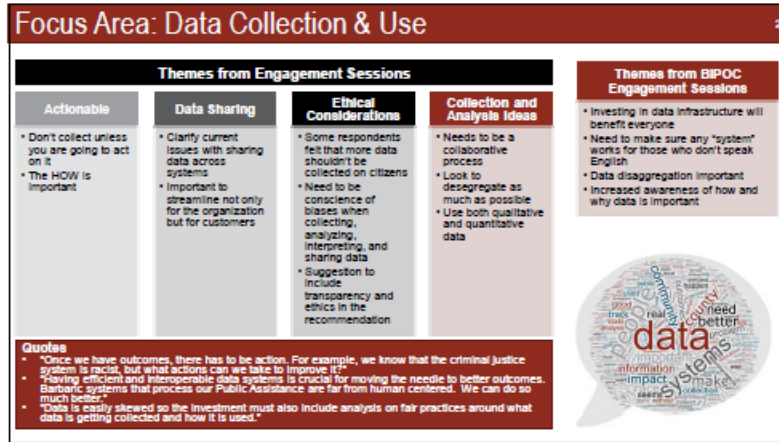 Focus Area: Data Collection & Use
2
Themes from Engagement Sessions
Actionable
• Don't collect unless
you are going to act
on it
• The HOW is
important
Data Sharing
• Clarify current
issues with sharing
data across
systems
• Important to
streamline not only
for the organization
but for customers
Ethical
Considerations
• Some respondents
felt that more data
shouldn't be
collected on citizens
• Need to be
conscience of
biases when
collecting,
analyzing,
interpreting, and
sharing data
• Suggestion to
include
transparency and
ethics in the
recommendation
Collection and
Analysis Ideas
• Needs to be a
collaborative
process
• Look to
desegregate as
much as possible
• Use both qualitative
and quantitative
data
Themes from BIPOC
Engagement Sessions
• Investing in data infrastructure will
benefit everyone
• Need to make sure any "system"
works for those who don't speak
English
• Data disaggregation important
• Increased awareness of how and
why data is important
Quotes
• "Once we have outcomes, there has to be action. For example, we know that the criminal justice
system is racist, but what actions can we take to improve it?"
• "Having efficient and interoperable data systems is crucial for moving the needle to better outcomes.
Barbaric systems that process our Public Assistance are far from human centered. We can do so
much better."
• "Data is easily skewed so the investment must also include analysis on fair practices around what
data is getting collected and how it is used."
community
people
county
good
real
need
track
better
data
important
information
systems
impact
make
seems
collection